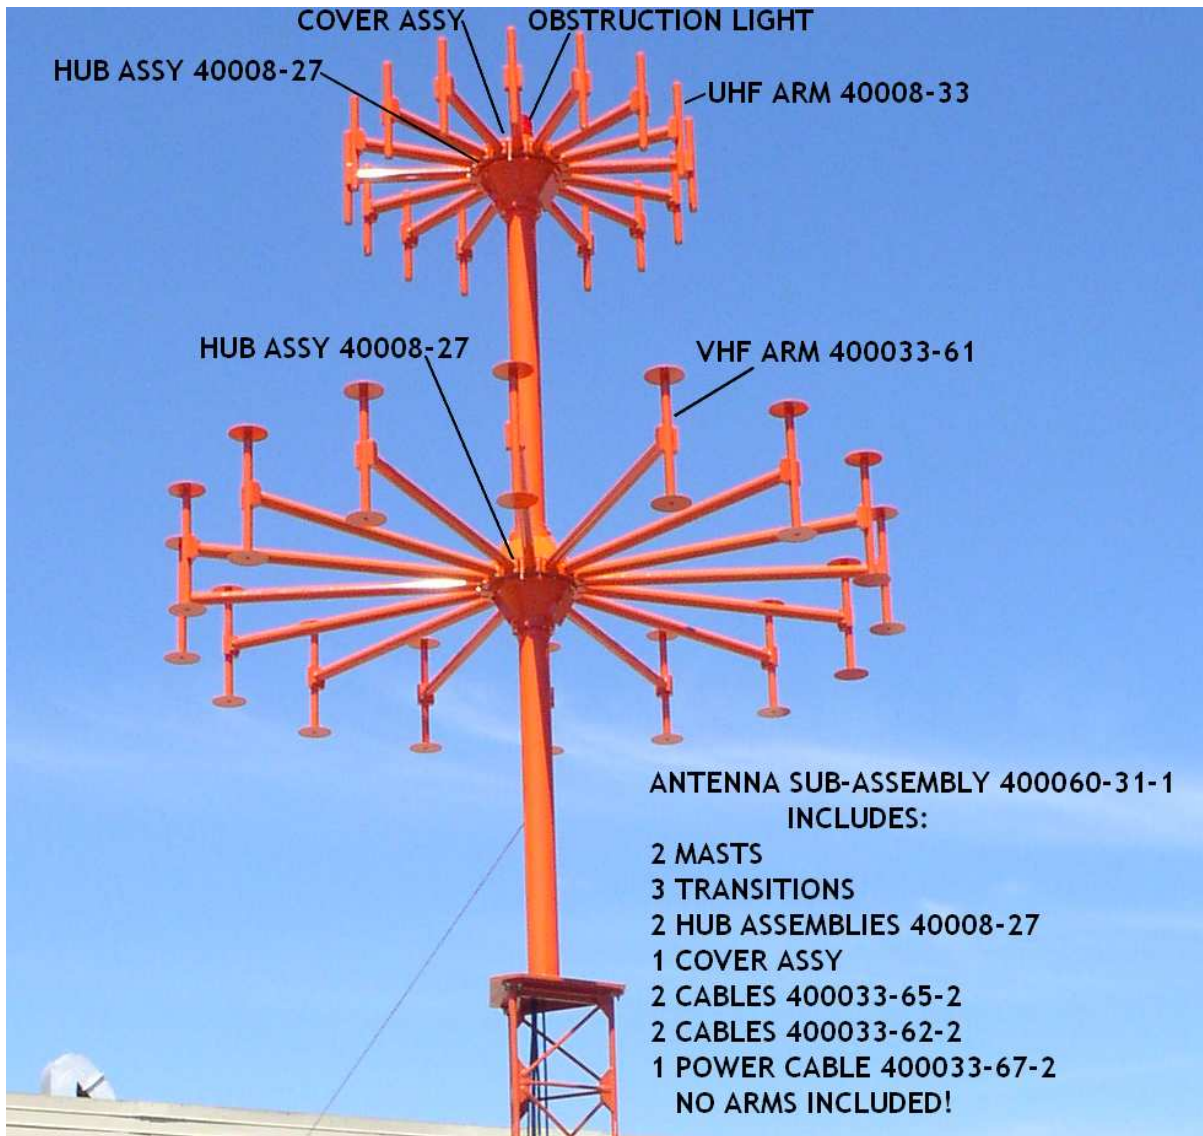 COVER ASSY
OBSTRUCTION LIGHT
HUB ASSY 40008-27
UHF ARM 40008-33
HUB ASSY 40008-27
VHF ARM 400033-61
ANTENNA SUB-ASSEMBLY 400060-31-1
INCLUDES:
2 MASTS
3 TRANSITIONS
2 HUB ASSEMBLIES 40008-27
1 COVER ASSY
2 CABLES 400033-65-2
2 CABLES 400033-62-2
1 POWER CABLE 400033-67-2
NO ARMS INCLUDED!